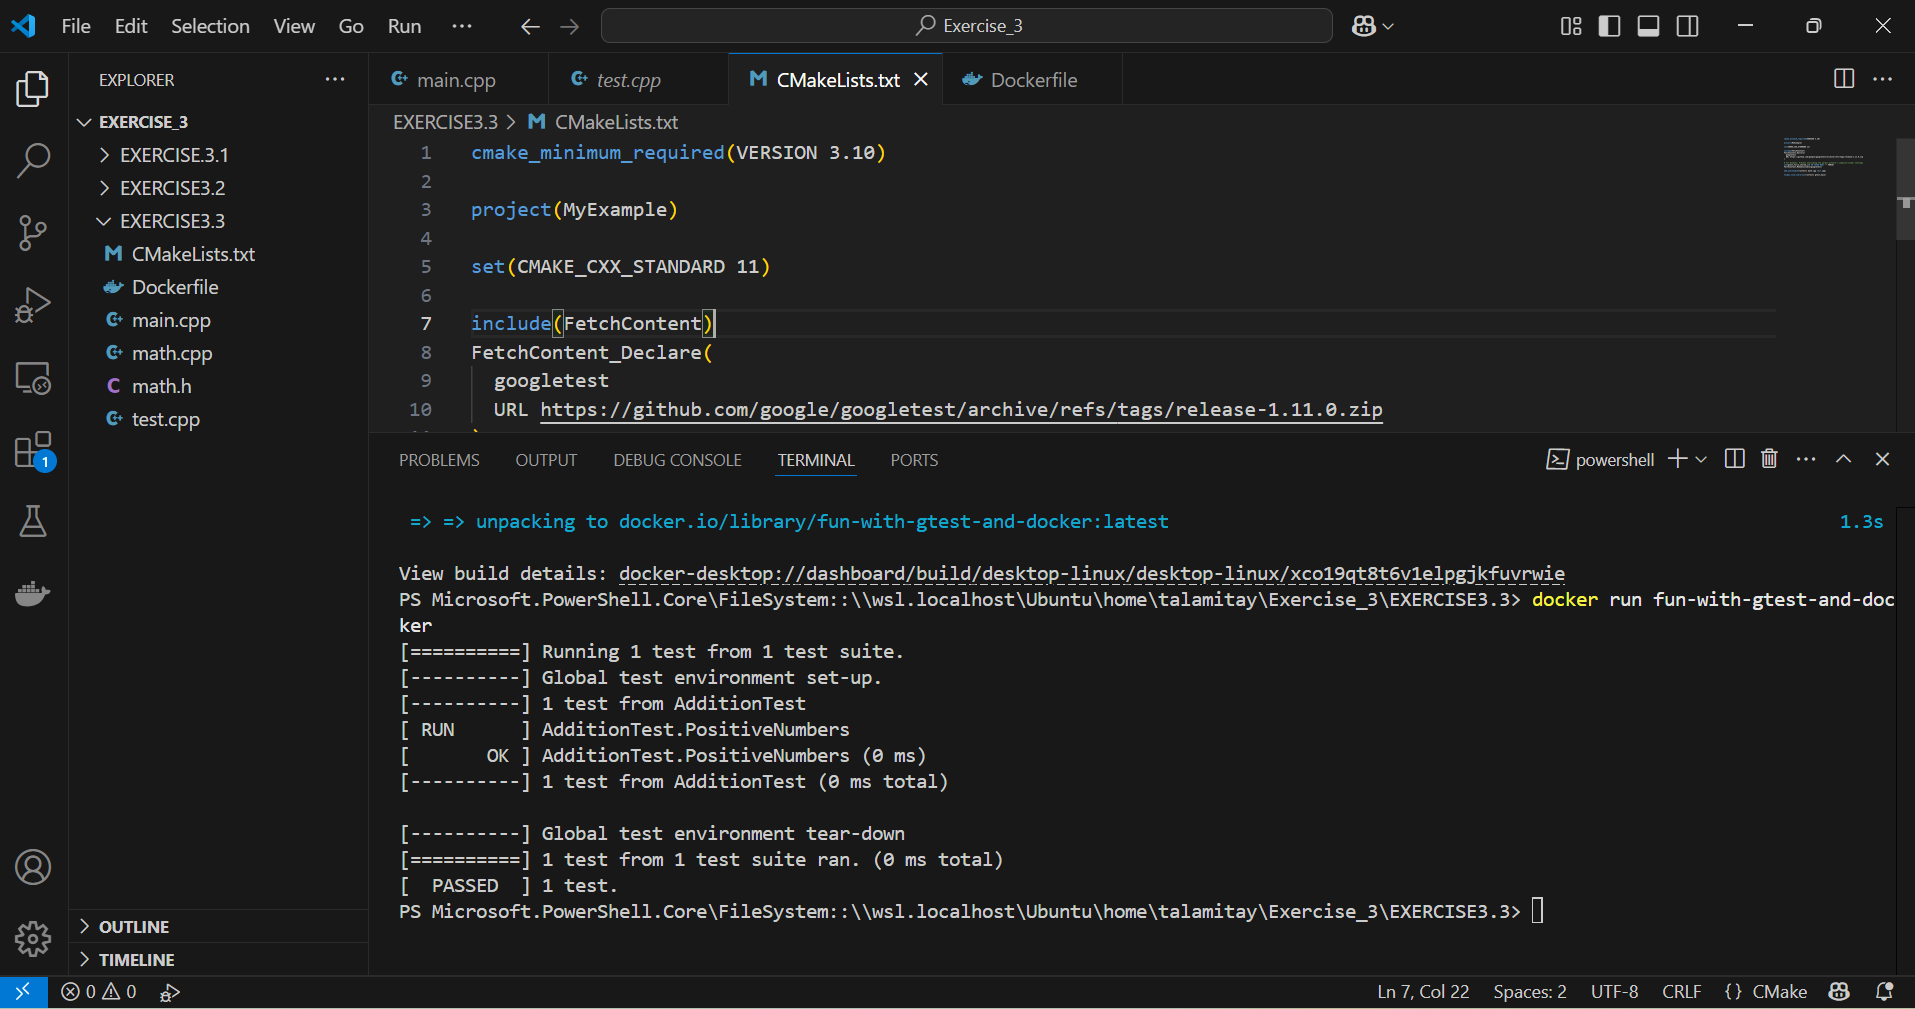 File Edit Selection View Go Run ··· Exercise_3
EXPLORER ···
EXERCISE_3
EXERCISE.3.1
EXERCISE3.2
EXERCISE3.3
CMakeLists.txt
Dockerfile
main.cpp
math.cpp
C math.h
test.cpp
OUTLINE
TIMELINE
main.cpp test.cpp CMakeLists.txt Dockerfile
EXERCISE3.3 > CMakeLists.txt
1 cmake_minimum_required(VERSION 3.10)
2
3 project(MyExample)
4
5 set(CMAKE_CXX_STANDARD 11)
6
7 include(FetchContent)
8 FetchContent_Declare(
9 googletest
10 URL https://github.com/google/googletest/archive/refs/tags/release-1.11.0.zip
PROBLEMS OUTPUT DEBUG CONSOLE TERMINAL PORTS powershell
=> => unpacking to docker.io/library/fun-with-gtest-and-docker:latest 1.3s
View build details: docker-desktop://dashboard/build/desktop-linux/desktop-linux/xco19qt8t6v1elpgjkfuvrwie
PS Microsoft.PowerShell.Core\FileSystem::\\wsl.localhost\Ubuntu\home\talamitay\Exercise_3\EXERCISE3.3> docker run fun-with-gtest-and-doc
ker
[==========] Running 1 test from 1 test suite.
[----------] Global test environment set-up.
[----------] 1 test from AdditionTest
[ RUN      ] AdditionTest.PositiveNumbers
[       OK ] AdditionTest.PositiveNumbers (0 ms)
[----------] 1 test from AdditionTest (0 ms total)
[----------] Global test environment tear-down
[==========] 1 test from 1 test suite ran. (0 ms total)
[  PASSED  ] 1 test.
PS Microsoft.PowerShell.Core\FileSystem::\\wsl.localhost\Ubuntu\home\talamitay\Exercise_3\EXERCISE3.3>
1
0 0 Ln 7, Col 22 Spaces: 2 UTF-8 CRLF {} CMake